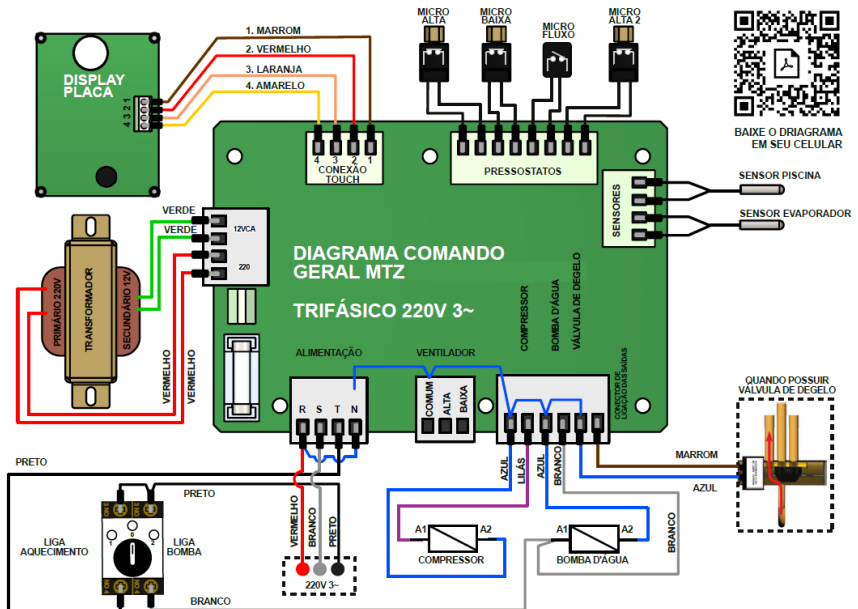 MICRO
ALTA
MICRO
BAIXA
MICRO
FLUXO
MICRO
ALTA 2
1. MARROM
2. VERMELHO
3. LARANJA
4. AMARELO
DISPLAY
PLACA
4 3 2 1
4 3 2 1
CONEXÃO
TOUCH
PRESSOSTATOS
BAIXE O DRIAGRAMA
EM SEU CELULAR
SENSORES
SENSOR PISCINA
SENSOR EVAPORADOR
VERDE
VERDE
12VCA
220
PRIMÁRIO 220V
TRANSFORMADOR
SECUNDÁRIO 12V
VERMELHO
VERMELHO
DIAGRAMA COMANDO
GERAL MTZ
TRIFÁSICO 220V 3~
COMPRESSOR
BOMBA D'ÁGUA
VÁLVULA DE DEGELO
ALIMENTAÇÃO
R S T N
VENTILADOR
COMUM
ALTA
BAIXA
CONECTOR DE
LIGAÇÃO DAS SAÍDAS
QUANDO POSSUIR
VALVULA DE DEGELO
MARROM
AZUL
AZUL
LILÁS
AZUL
BRANCO
PRETO
PRETO
LIGA
AQUECIMENTO
1 0 2
LIGA
BOMBA
VERMELHO
BRANCO
PRETO
220V 3~
A1 A2
COMPRESSOR
A1 A2
BOMBA D'ÁGUA
BRANCO
BRANCO